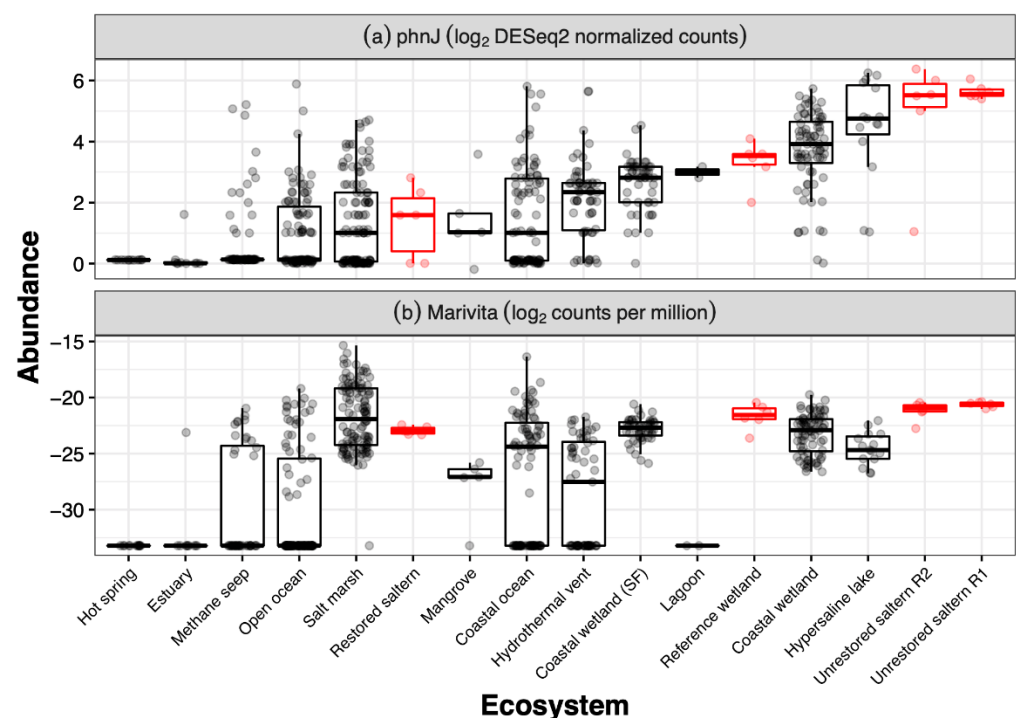 (a) phnJ (log₂ DESeq2 normalized counts)
6
4
2
0
(b) Marivita (log₂ counts per million)
−15
−20
−25
−30
Abundance
Hot spring
Estuary
Methane seep
Open ocean
Salt marsh
Restored saltern
Mangrove
Coastal ocean
Hydrothermal vent
Coastal wetland (SF)
Lagoon
Reference wetland
Coastal wetland
Hypersaline lake
Unrestored saltern R2
Unrestored saltern R1
Ecosystem